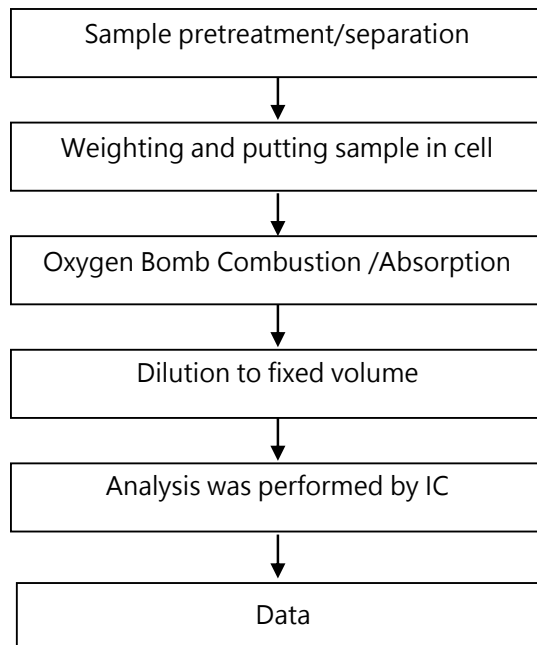 Sample pretreatment/separation
Weighting and putting sample in cell
Oxygen Bomb Combustion /Absorption
Dilution to fixed volume
Analysis was performed by IC
Data